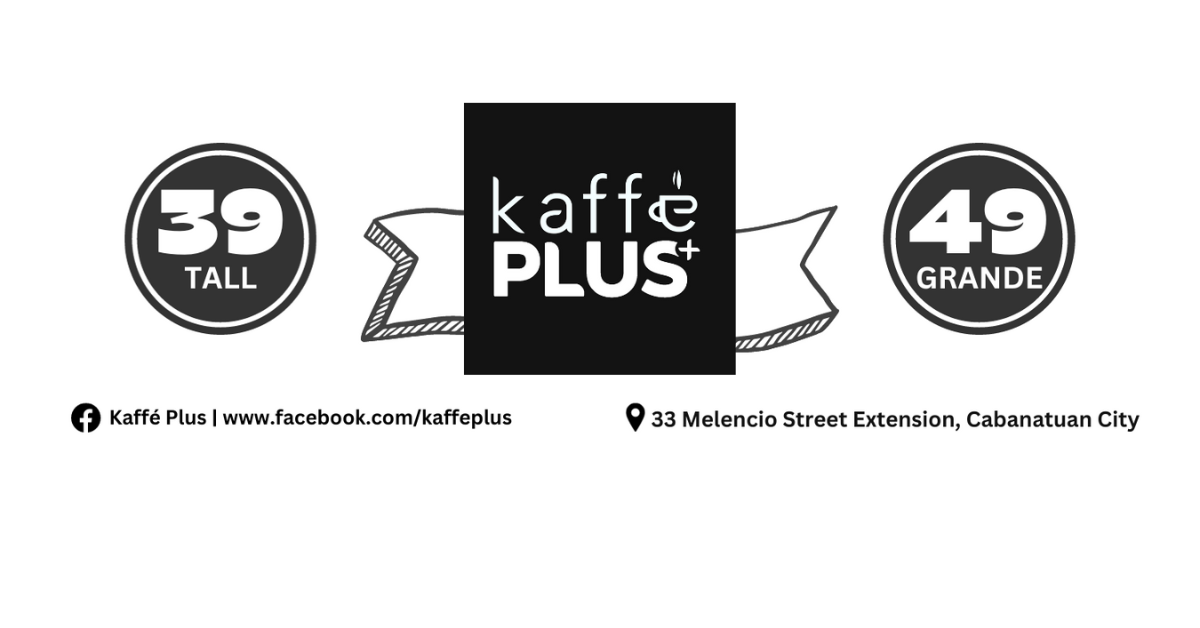 39
TALL
kaffé
PLUS+
49
GRANDE
Kaffé Plus | www.facebook.com/kaffeplus
33 Melencio Street Extension, Cabanatuan City